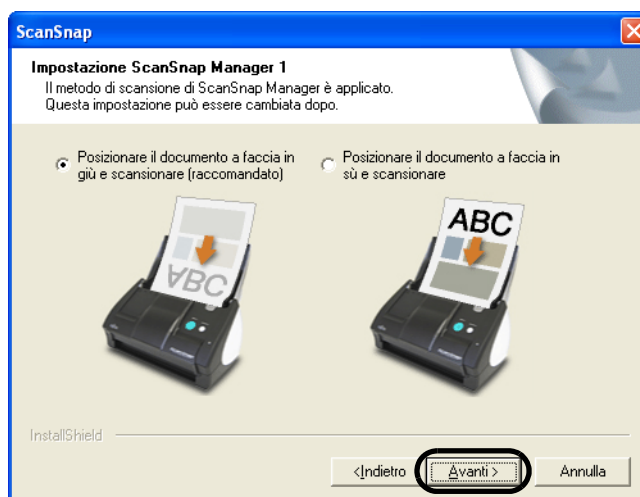 ScanSnap
Impostazione ScanSnap Manager 1
Il metodo di scansione di ScanSnap Manager è applicato.
Questa impostazione può essere cambiata dopo.
Posizionare il documento a faccia in
giù e scansionare (raccomandato)
Posizionare il documento a faccia in
sù e scansionare
ABC
ABC
InstallShield
<Indietro
Avanti >
Annulla